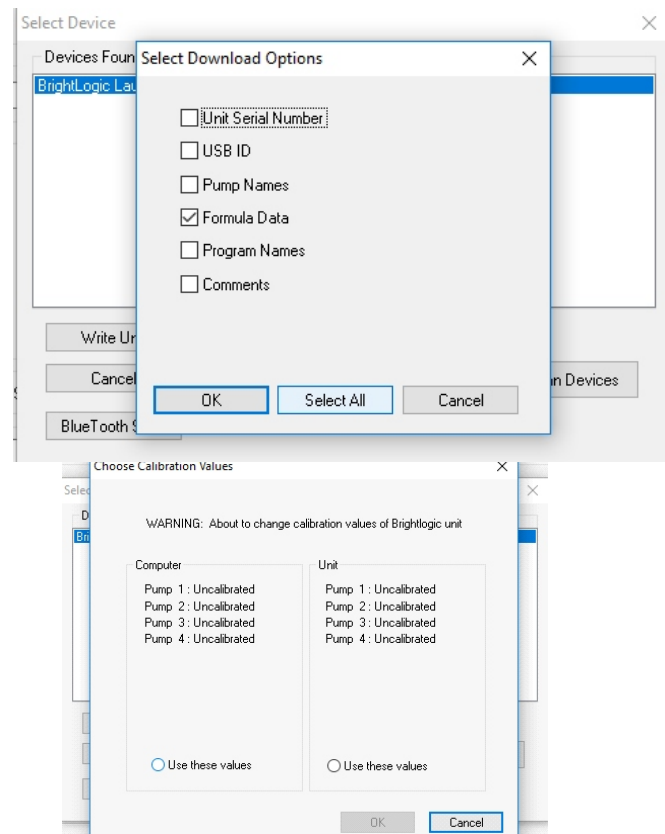 Select Device
Devices Foun
Select Download Options
BrightLogic Lau
Unit Serial Number
USB ID
Pump Names
Formula Data
Program Names
Comments
Write Un
Cancel
OK
Select All
Cancel
n Devices
BlueTooth S
Choose Calibration Values
Selec
D
Bri
WARNING: About to change calibration values of Brightlogic unit
Computer
Pump 1 : Uncalibrated
Pump 2 : Uncalibrated
Pump 3 : Uncalibrated
Pump 4 : Uncalibrated
Use these values
Unit
Pump 1 : Uncalibrated
Pump 2 : Uncalibrated
Pump 3 : Uncalibrated
Pump 4 : Uncalibrated
Use these values
OK
Cancel